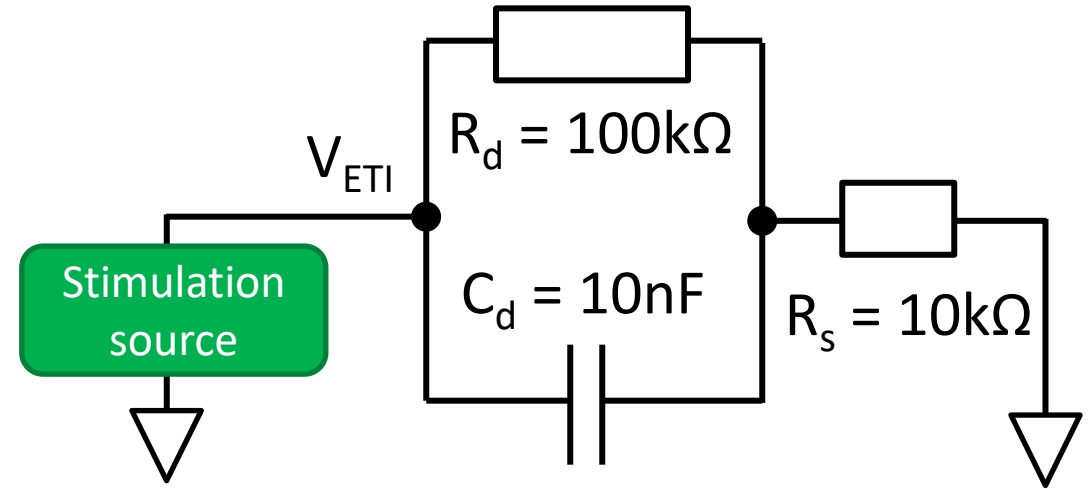 R_d = 100kΩ
V_ETI
Stimulation
source
C_d = 10nF
R_s = 10kΩ